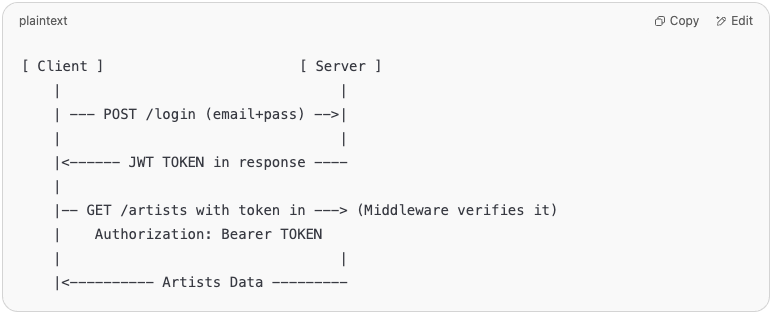 plaintext Copy Edit
[ Client ]                        [ Server ]
    |                                  |
    | --- POST /login (email+pass) -->|
    |                                  |
    |<------ JWT TOKEN in response ----
    |
    |-- GET /artists with token in ---> (Middleware verifies it)
    |    Authorization: Bearer TOKEN
    |                                  |
    |<---------- Artists Data ---------